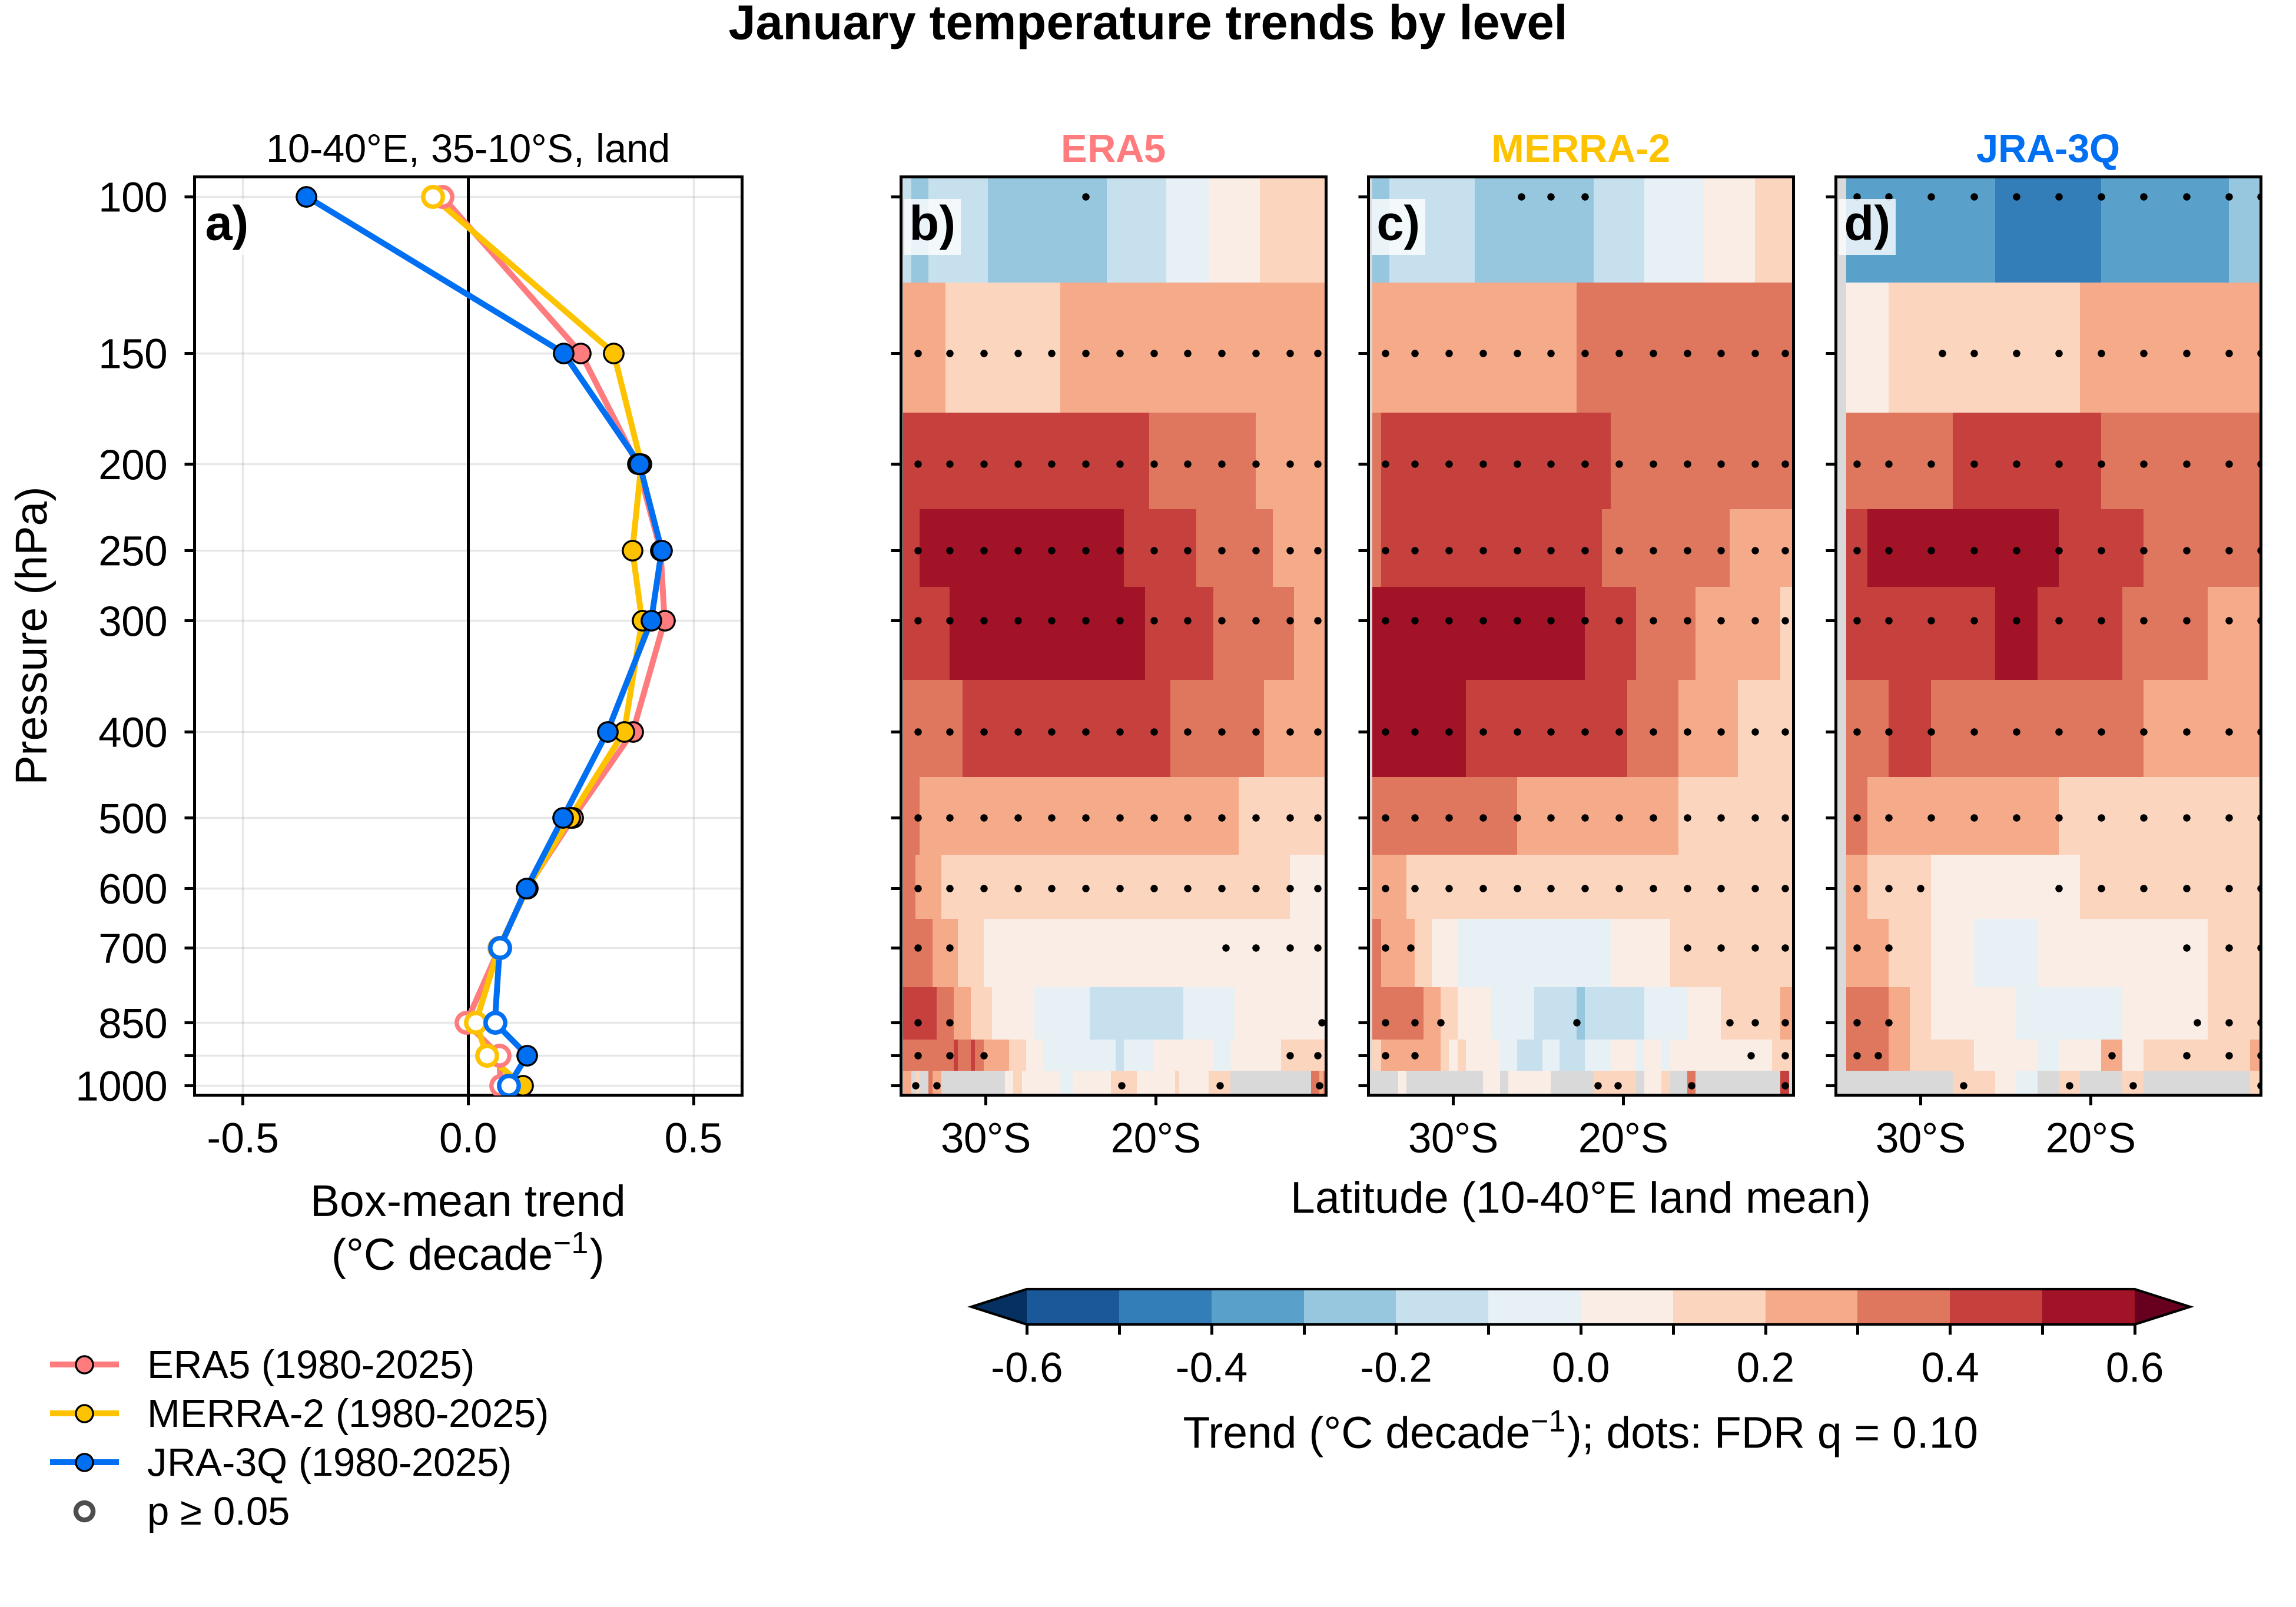 January temperature trends by level
10-40°E, 35-10°S, land
ERA5
MERRA-2
JRA-3Q
a)
b)
c)
d)
Pressure (hPa)
100
150
200
250
300
400
500
600
700
850
1000
-0.5
0.0
0.5
Box-mean trend
(°C decade⁻¹)
30°S
20°S
30°S
20°S
30°S
20°S
Latitude (10-40°E land mean)
-0.6
-0.4
-0.2
0.0
0.2
0.4
0.6
Trend (°C decade⁻¹); dots: FDR q = 0.10
ERA5 (1980-2025)
MERRA-2 (1980-2025)
JRA-3Q (1980-2025)
p ≥ 0.05